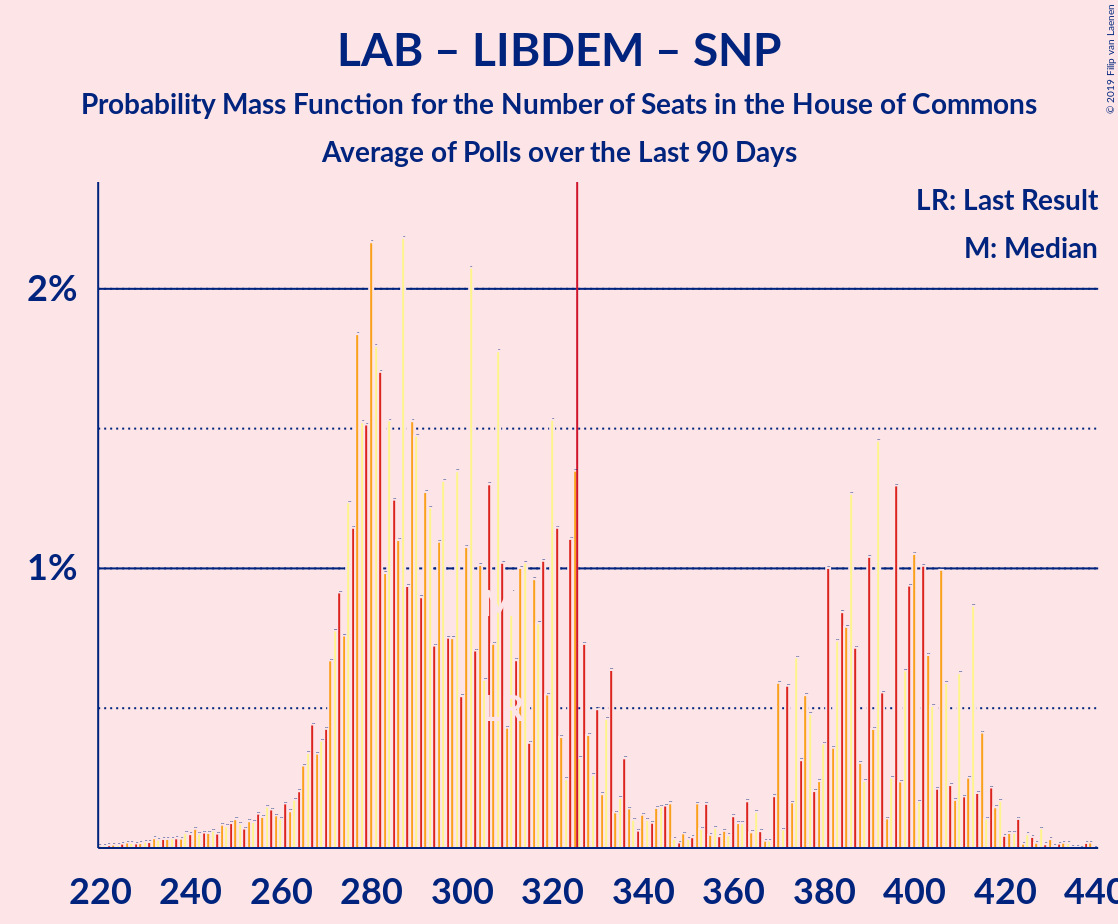 LAB – LIBDEM – SNP
Probability Mass Function for the Number of Seats in the House of Commons
Average of Polls over the Last 90 Days
© 2019 Filip van Laenen
LR: Last Result
M: Median
2%
1%
M
LR
220 240 260 280 300 320 340 360 380 400 420 440